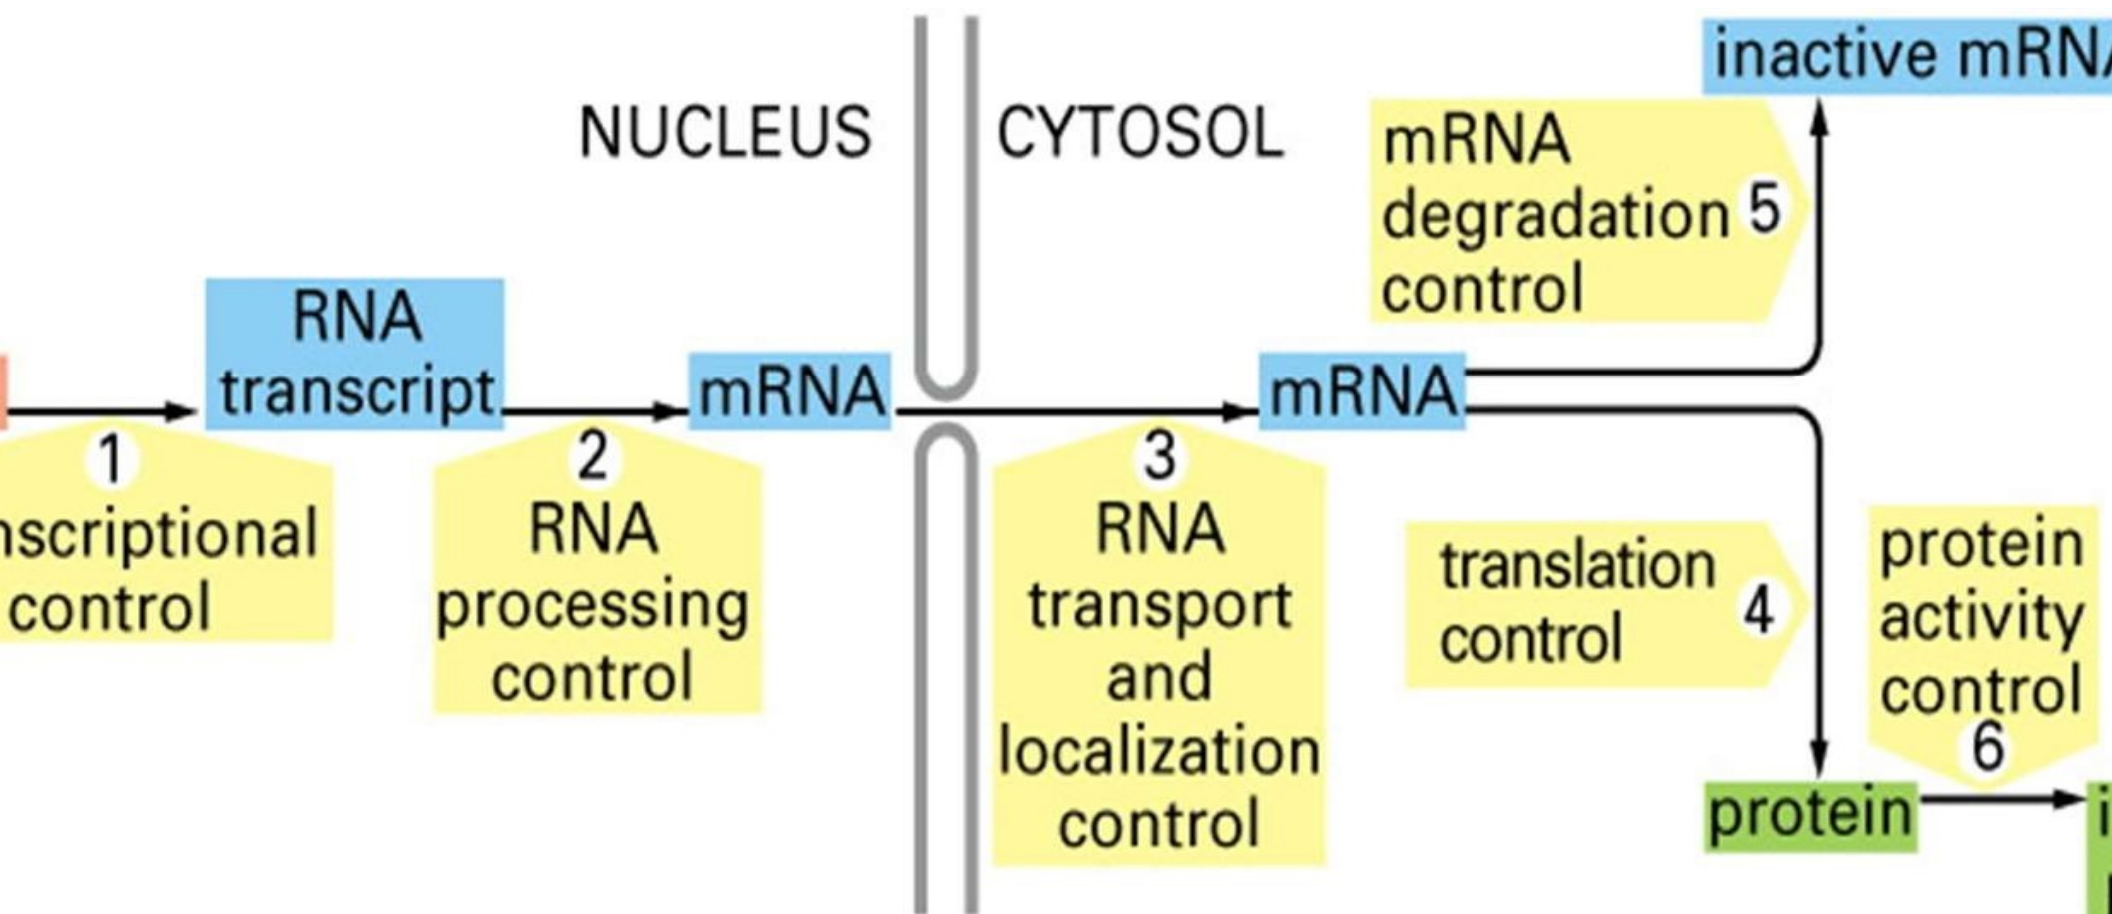 inactive mRNA
NUCLEUS
CYTOSOL
mRNA
degradation 5
control
RNA
transcript
mRNA
mRNA
1
nscriptional
control
2
RNA
processing
control
3
RNA
transport
and
localization
control
translation
control
4
protein
activity
control
6
protein